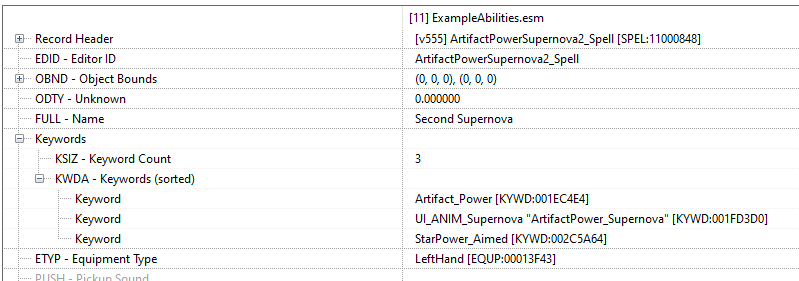 [11] ExampleAbilities.esm
Record Header [v555] ArtifactPowerSupernova2_Spell [SPEL:11000848]
EDID - Editor ID ArtifactPowerSupernova2_Spell
OBND - Object Bounds (0, 0, 0), (0, 0, 0)
ODTY - Unknown 0.000000
FULL - Name Second Supernova
Keywords
KSIZ - Keyword Count 3
KWDA - Keywords (sorted)
Keyword Artifact_Power [KYWD:001EC4E4]
Keyword UI_ANIM_Supernova "ArtifactPower_Supernova" [KYWD:001FD3D0]
Keyword StarPower_Aimed [KYWD:002C5A64]
ETYP - Equipment Type LeftHand [EQUP:00013F43]
PUSH - Pickup Sound